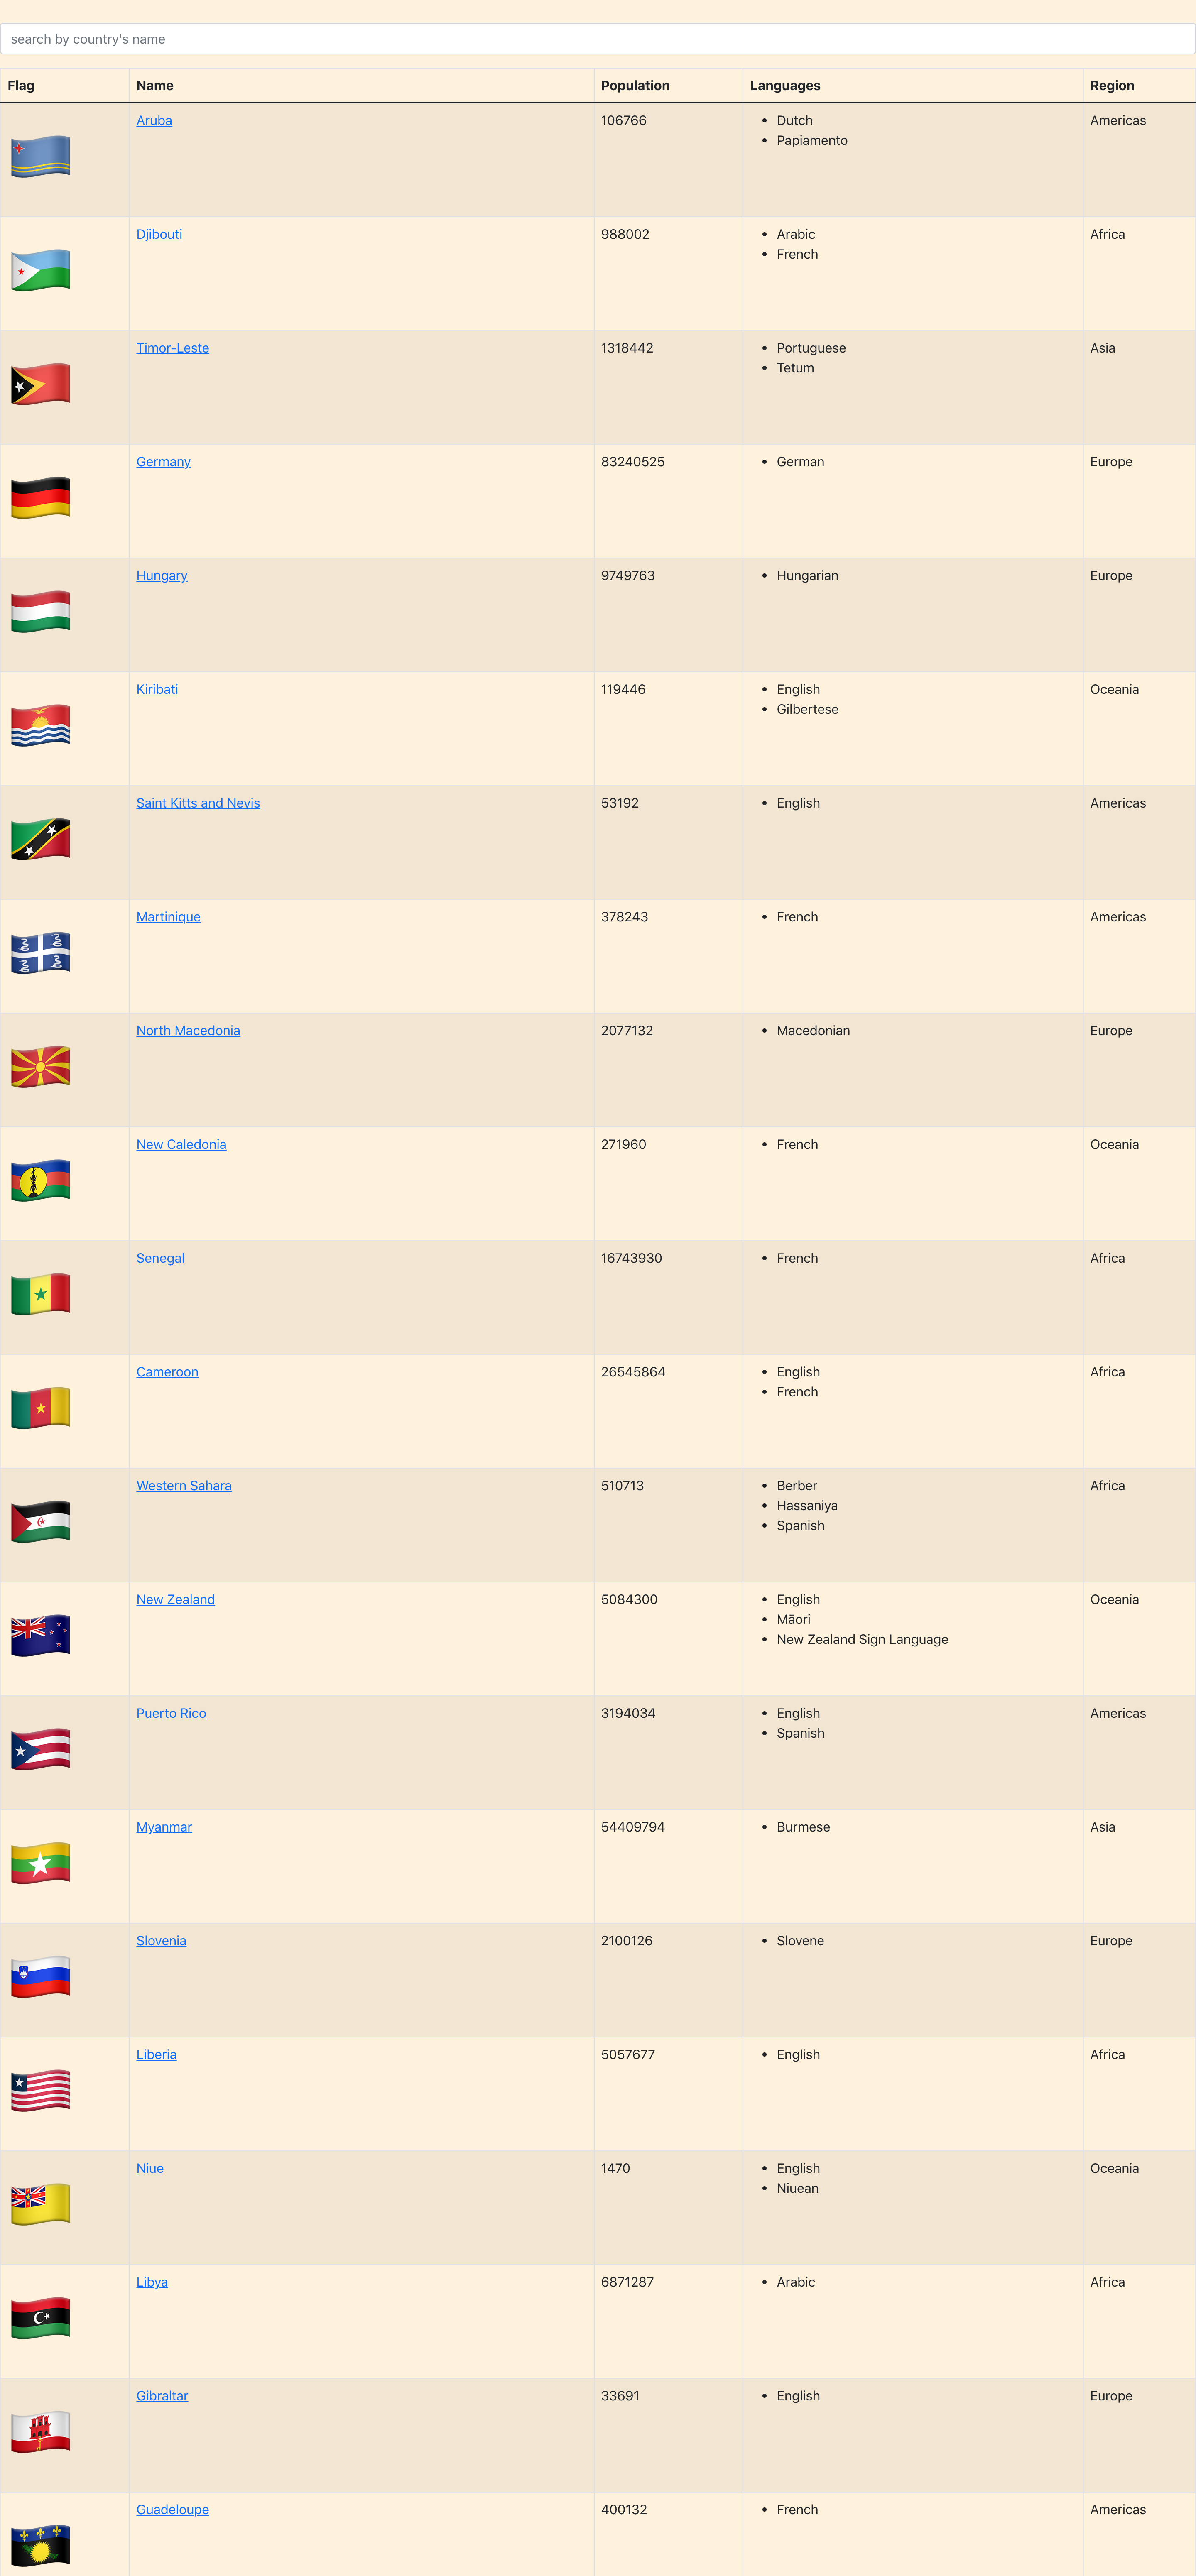 search by country's name
Flag Name Population Languages Region
Aruba 106766 • Dutch Americas
• Papiamento
Djibouti 988002 • Arabic Africa
• French
Timor-Leste 1318442 • Portuguese Asia
• Tetum
Germany 83240525 • German Europe
Hungary 9749763 • Hungarian Europe
Kiribati 119446 • English Oceania
• Gilbertese
Saint Kitts and Nevis 53192 • English Americas
Martinique 378243 • French Americas
North Macedonia 2077132 • Macedonian Europe
New Caledonia 271960 • French Oceania
Senegal 16743930 • French Africa
Cameroon 26545864 • English Africa
• French
Western Sahara 510713 • Berber Africa
• Hassaniya
• Spanish
New Zealand 5084300 • English Oceania
• Māori
• New Zealand Sign Language
Puerto Rico 3194034 • English Americas
• Spanish
Myanmar 54409794 • Burmese Asia
Slovenia 2100126 • Slovene Europe
Liberia 5057677 • English Africa
Niue 1470 • English Oceania
• Niuean
Libya 6871287 • Arabic Africa
Gibraltar 33691 • English Europe
Guadeloupe 400132 • French Americas